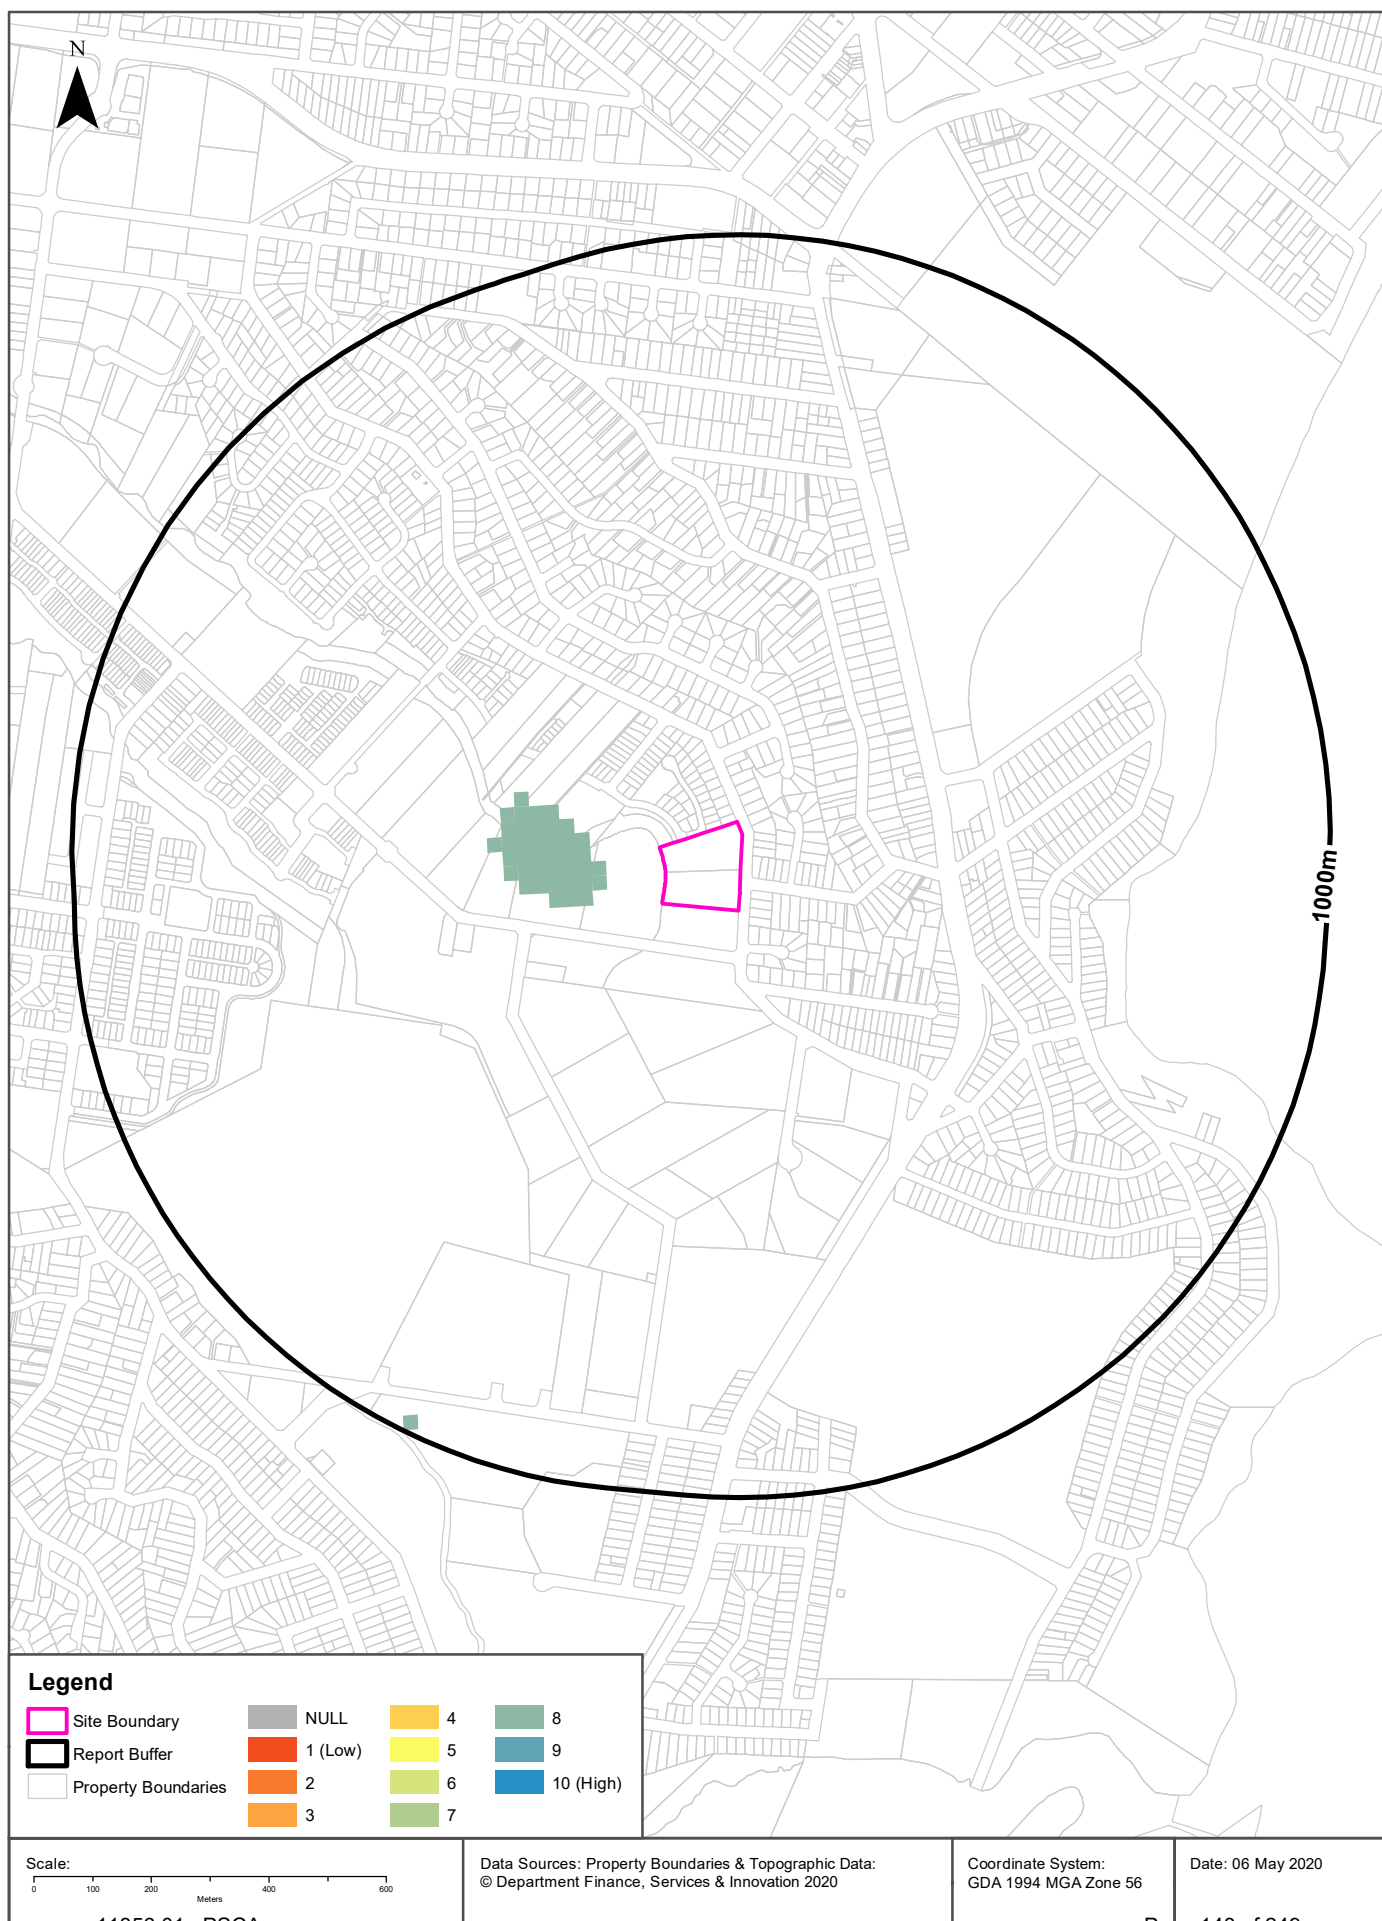 N
1000m
Legend
Site Boundary
Report Buffer
Property Boundaries
NULL
1 (Low)
2
3
4
5
6
7
8
9
10 (High)
Scale:
0 100 200 400 600
Meters
Data Sources: Property Boundaries & Topographic Data:
© Department Finance, Services & Innovation 2020
Coordinate System:
GDA 1994 MGA Zone 56
Date: 06 May 2020